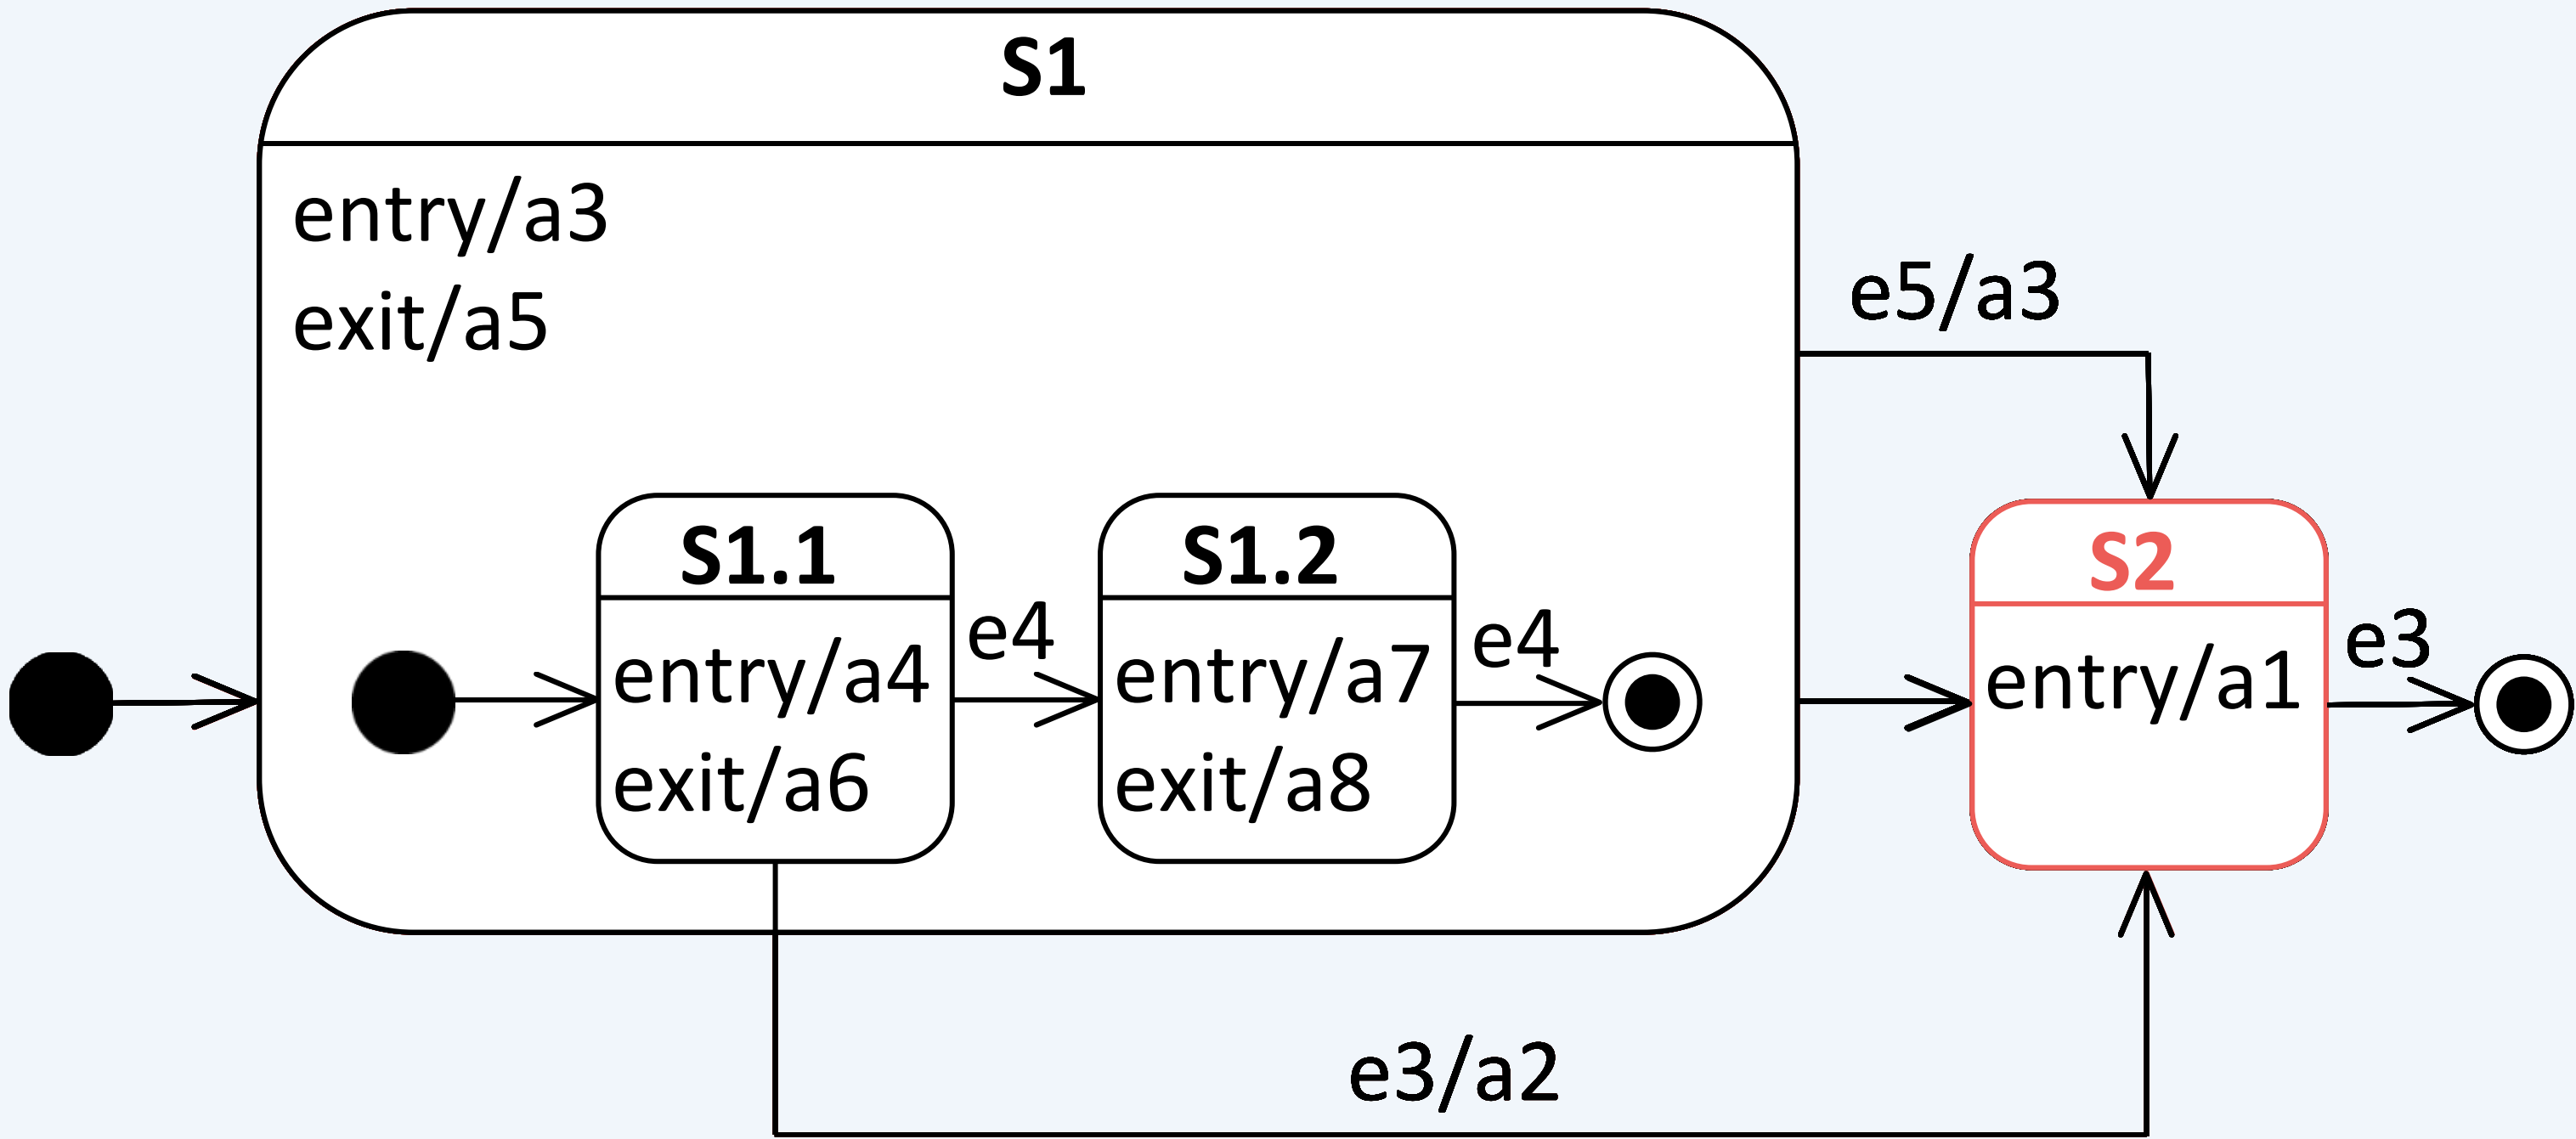 S1
entry/a3
exit/a5
e5/a3
S1.1
entry/a4
exit/a6
e4
S1.2
entry/a7
exit/a8
e4
S2
entry/a1
e3
e3/a2